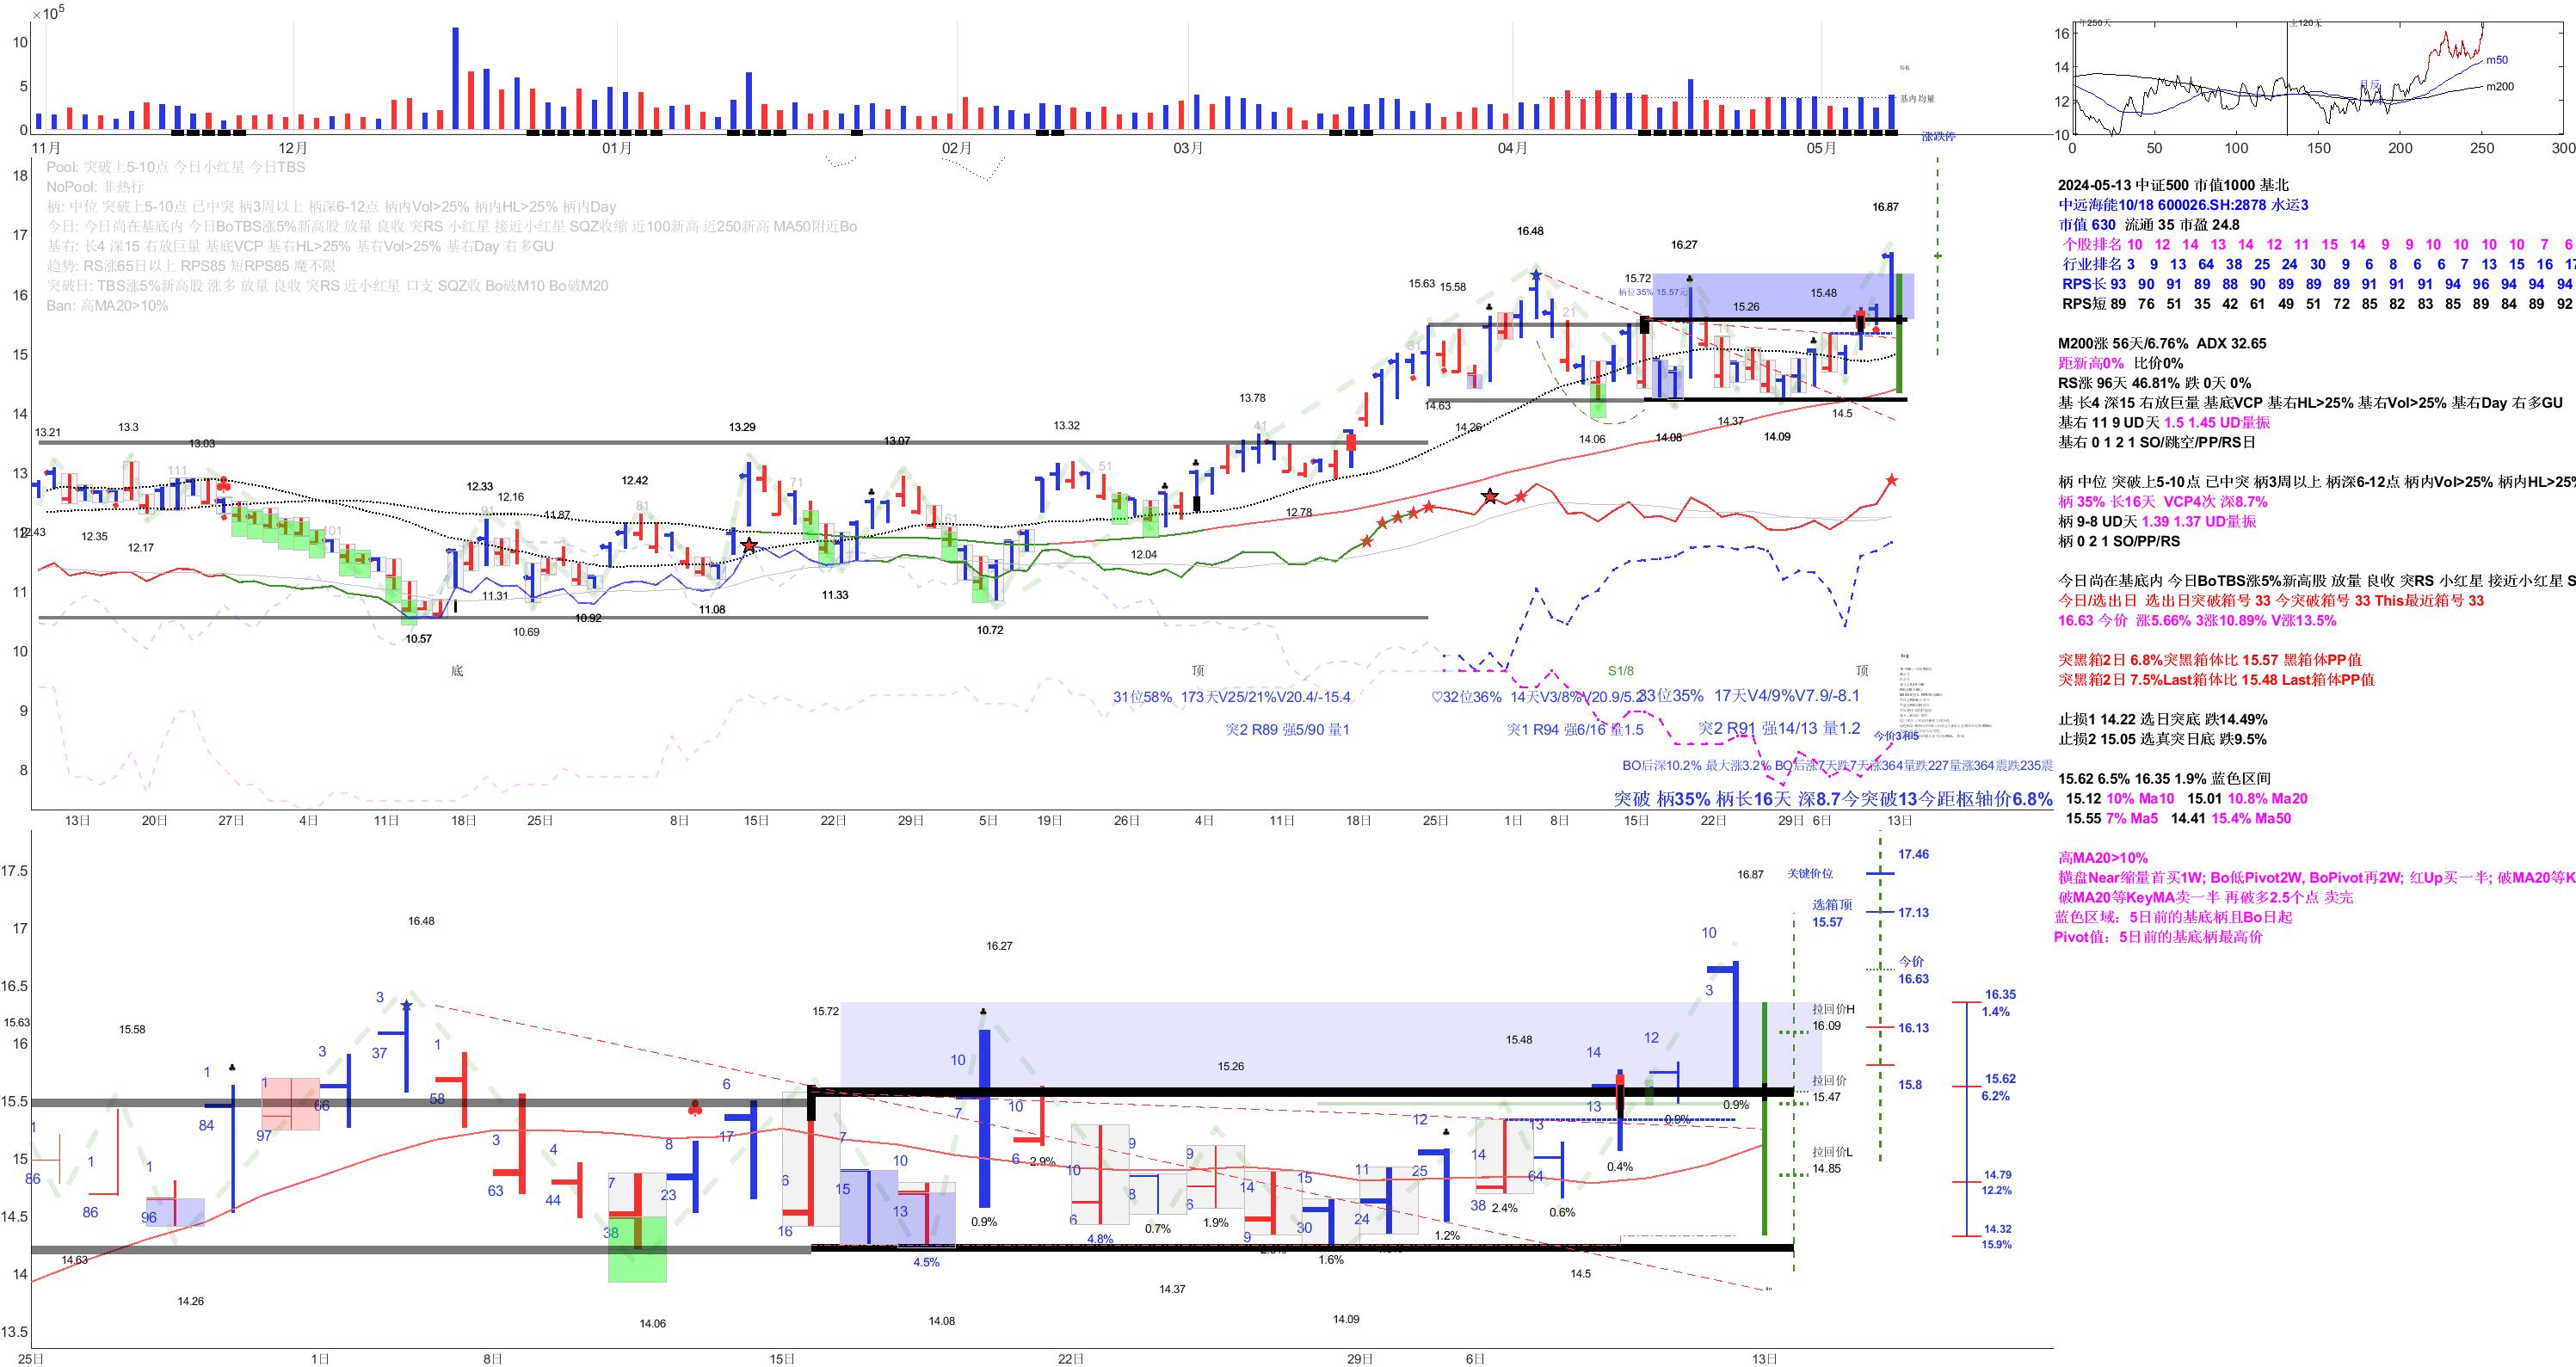 ×10⁵
10
5
0
11月 12月 01月 02月 03月 04月 05月
基内 均量
涨跌停
Pool: 突破上5-10点 今日小红星 今日TBS
NoPool: 非热行
柄: 中位 突破上5-10点 已中突 柄3周以上 柄深6-12点 柄内Vol>25% 柄内HL>25% 柄内Day
今日: 今日尚在基底内 今日BoTBS涨5%新高股 放量 良收 突RS 小红星 接近小红星 SQZ收缩 近100新高 近250新高 MA50附近Bo
基右: 长4 深15 右放巨量 基底VCP 基右HL>25% 基右Vol>25% 基右Day 右多GU
趋势: RS涨65日以上 RPS85 短RPS85 魔不限
突破日: TBS涨5%新高股 涨多 放量 良收 突RS 近小红星 口支 SQZ收 Bo破M10 Bo破M20
Ban: 高MA20>10%
18
17
16
15
14
13
12
11
10
9
8
16.87
16.48 16.27
15.63 15.58 15.72 15.26 15.48
柄位35% 15.57元
14.63 14.26 14.06 14.08 14.37 14.09 14.5
13.21 13.3 13.03 12.33 12.16 11.87 12.42 13.29 13.07 13.32 13.78
111 101 91 81 71 61 51 41 31 21
12.43 12.35 12.17 10.57 11.31 10.69 10.92 11.08 11.33 10.72 12.04 12.78
底 顶 S1/8 顶
31位58% 173天V25/21%V20.4/-15.4
突2 R89 强5/90 量1
♡32位36% 14天V3/8%V20.9/5.2
突1 R94 强6/16 量1.5
33位35% 17天V4/9%V7.9/-8.1
突2 R91 强14/13 量1.2
BO后深10.2% 最大涨3.2% BO后涨7天跌7天涨364量跌227量涨364震跌235震
突破 柄35% 柄长16天 深8.7今突破13今距枢轴价6.8%
13日 20日 27日 4日 11日 18日 25日 8日 15日 22日 29日 5日 19日 26日 4日 11日 18日 25日 1日 8日 15日 22日 29日 6日 13日
16
14
12
10
0 50 100 150 200 250 300
m50
m200
2024-05-13 中证500 市值1000 基北
中远海能10/18 600026.SH:2878 水运3
市值 630 流通 35 市盈 24.8
个股排名 10 12 14 13 14 12 11 15 14 9 9 10 10 10 10 7 6
行业排名 3 9 13 64 38 25 24 30 9 6 8 6 6 7 13 15 16 17
RPS长 93 90 91 89 88 90 89 89 89 91 91 91 94 96 94 94 94
RPS短 89 76 51 35 42 61 49 51 72 85 82 83 85 89 84 89 92
M200涨 56天/6.76% ADX 32.65
距新高0% 比价0%
RS涨 96天 46.81% 跌 0天 0%
基 长4 深15 右放巨量 基底VCP 基右HL>25% 基右Vol>25% 基右Day 右多GU
基右 11 9 UD天 1.5 1.45 UD量振
基右 0 1 2 1 SO/跳空/PP/RS日
柄 中位 突破上5-10点 已中突 柄3周以上 柄深6-12点 柄内Vol>25% 柄内HL>25%
柄 35% 长16天 VCP4次 深8.7%
柄 9-8 UD天 1.39 1.37 UD量振
柄 0 2 1 SO/PP/RS
今日尚在基底内 今日BoTBS涨5%新高股 放量 良收 突RS 小红星 接近小红星 S
今日/选出日 选出日突破箱号 33 今突破箱号 33 This最近箱号 33
16.63 今价 涨5.66% 3涨10.89% V涨13.5%
突黑箱2日 6.8%突黑箱体比 15.57 黑箱体PP值
突黑箱2日 7.5%Last箱体比 15.48 Last箱体PP值
止损1 14.22 选日突底 跌14.49%
止损2 15.05 选真突日底 跌9.5%
15.62 6.5% 16.35 1.9% 蓝色区间
15.12 10% Ma10 15.01 10.8% Ma20
15.55 7% Ma5 14.41 15.4% Ma50
高MA20>10%
横盘Near缩量首买1W; Bo低Pivot2W, BoPivot再2W; 红Up买一半; 破MA20等K
破MA20等KeyMA卖一半 再破多2.5个点 卖完
蓝色区域：5日前的基底柄且Bo日起
Pivot值：5日前的基底柄最高价
17.5
17
16.5
16
15.5
15
14.5
14
13.5
15.63 15.58 16.48 15.72 16.27 15.26 15.48 16.87
14.63 14.26 14.06 14.08 14.37 14.09 14.5
4.5% 0.9% 2.9% 4.8% 0.7% 1.9% 1.6% 1.2% 2.4% 0.6% 0.4% 0.9% 0.9%
关键价位
选箱顶
15.57
今价
16.63
拉回价H
16.09
拉回价
15.47
拉回价L
14.85
17.46
17.13
16.63
16.13
15.8
16.35
1.4%
15.62
6.2%
14.79
12.2%
14.32
15.9%
25日 1日 8日 15日 22日 29日 6日 13日